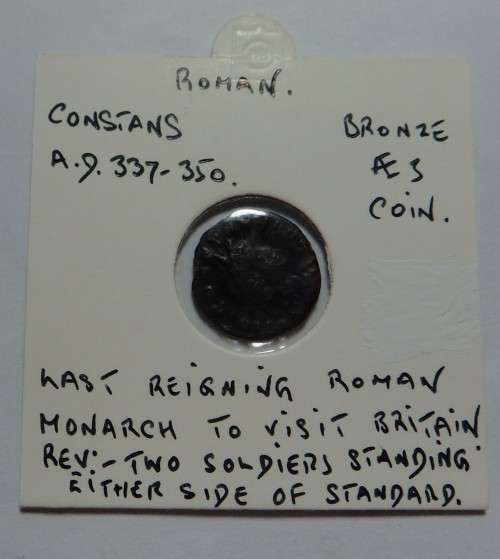 ROMAN.
CONSTANS
A.D. 337-350.
BRONZE
Æ 3
COIN.
LAST REIGNING ROMAN
MONARCH TO VISIT BRITAIN
REV:- TWO SOLDIERS STANDING
EITHER SIDE OF STANDARD.